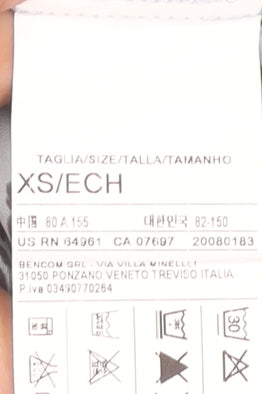 TAGLIA/SIZE/TALLA/TAMANHO
XS/ECH
中国 80 A 165 대한민국 82-150
US RN 64961 CA 07697 20080183
BENCOM SRL - VIA VILLA MINELLI, 1
31050 PONZANO VENETO TREVISO ITALIA
P.iva 03490770264
30